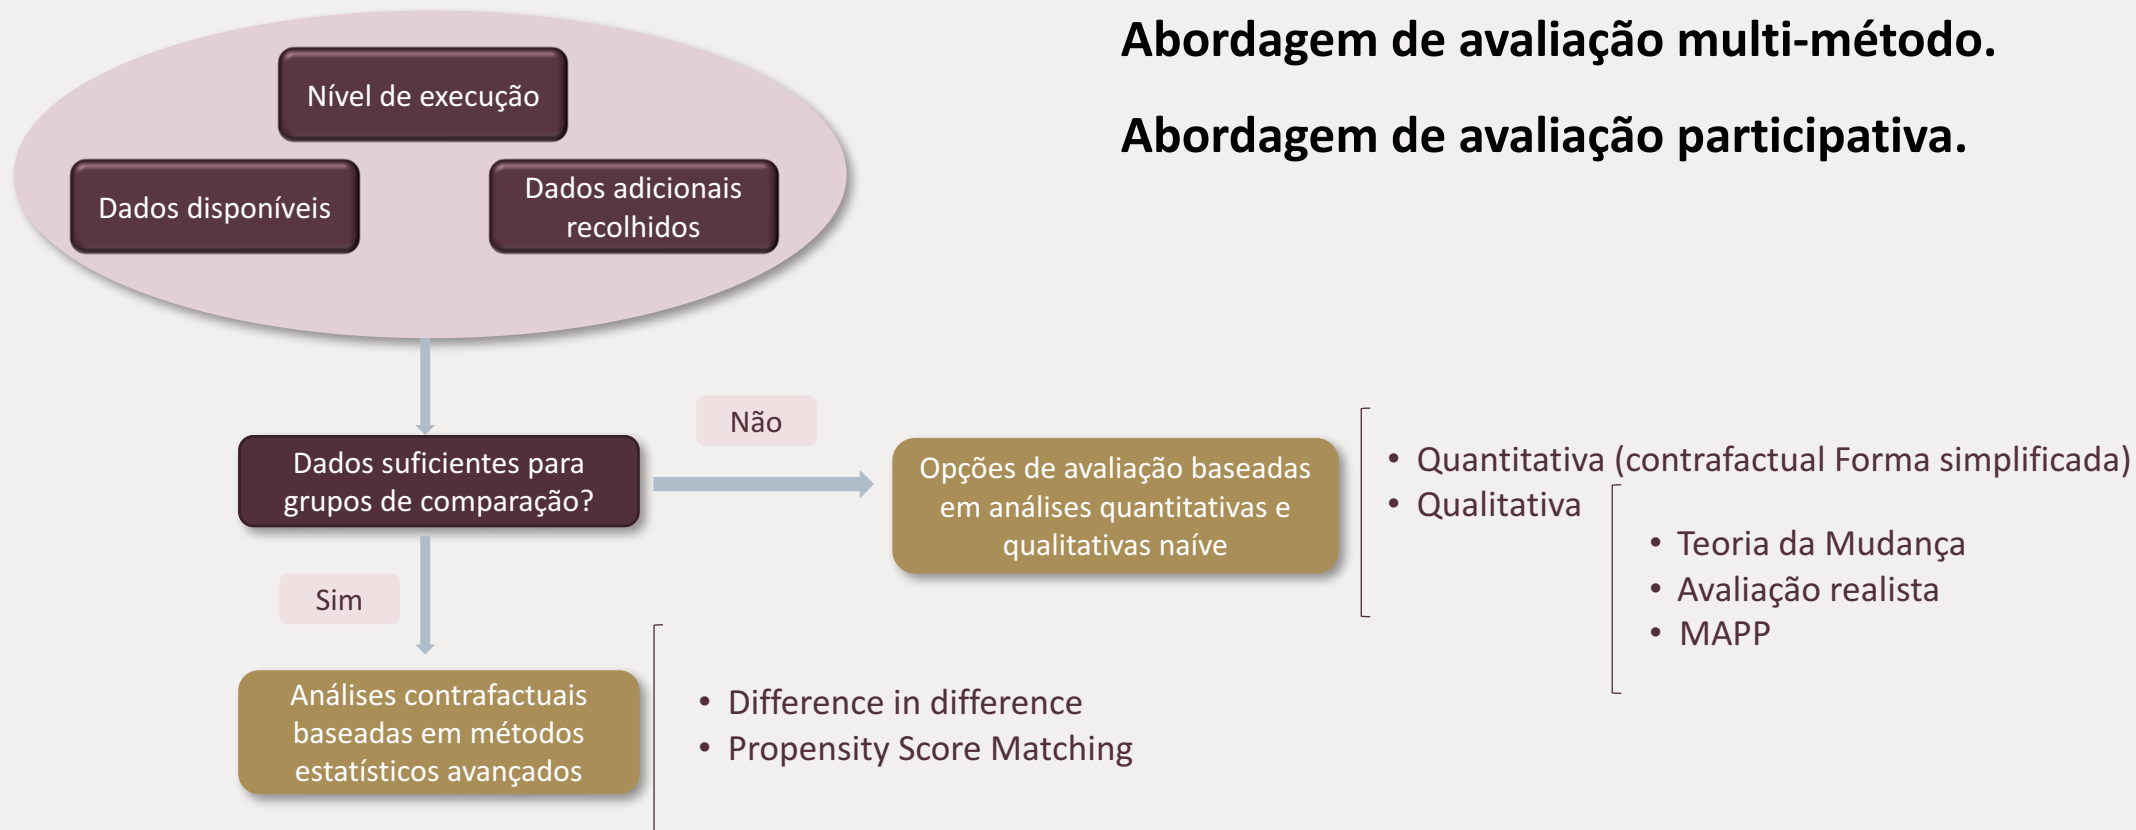 Abordagem de avaliação multi-método.
Abordagem de avaliação participativa.
Nível de execução
Dados disponíveis
Dados adicionais
recolhidos
Dados suficientes para
grupos de comparação?
Não
Opções de avaliação baseadas
em análises quantitativas e
qualitativas naïve
• Quantitativa (contrafactual Forma simplificada)
• Qualitativa
• Teoria da Mudança
• Avaliação realista
• MAPP
Sim
Análises contrafactuais
baseadas em métodos
estatísticos avançados
• Difference in difference
• Propensity Score Matching